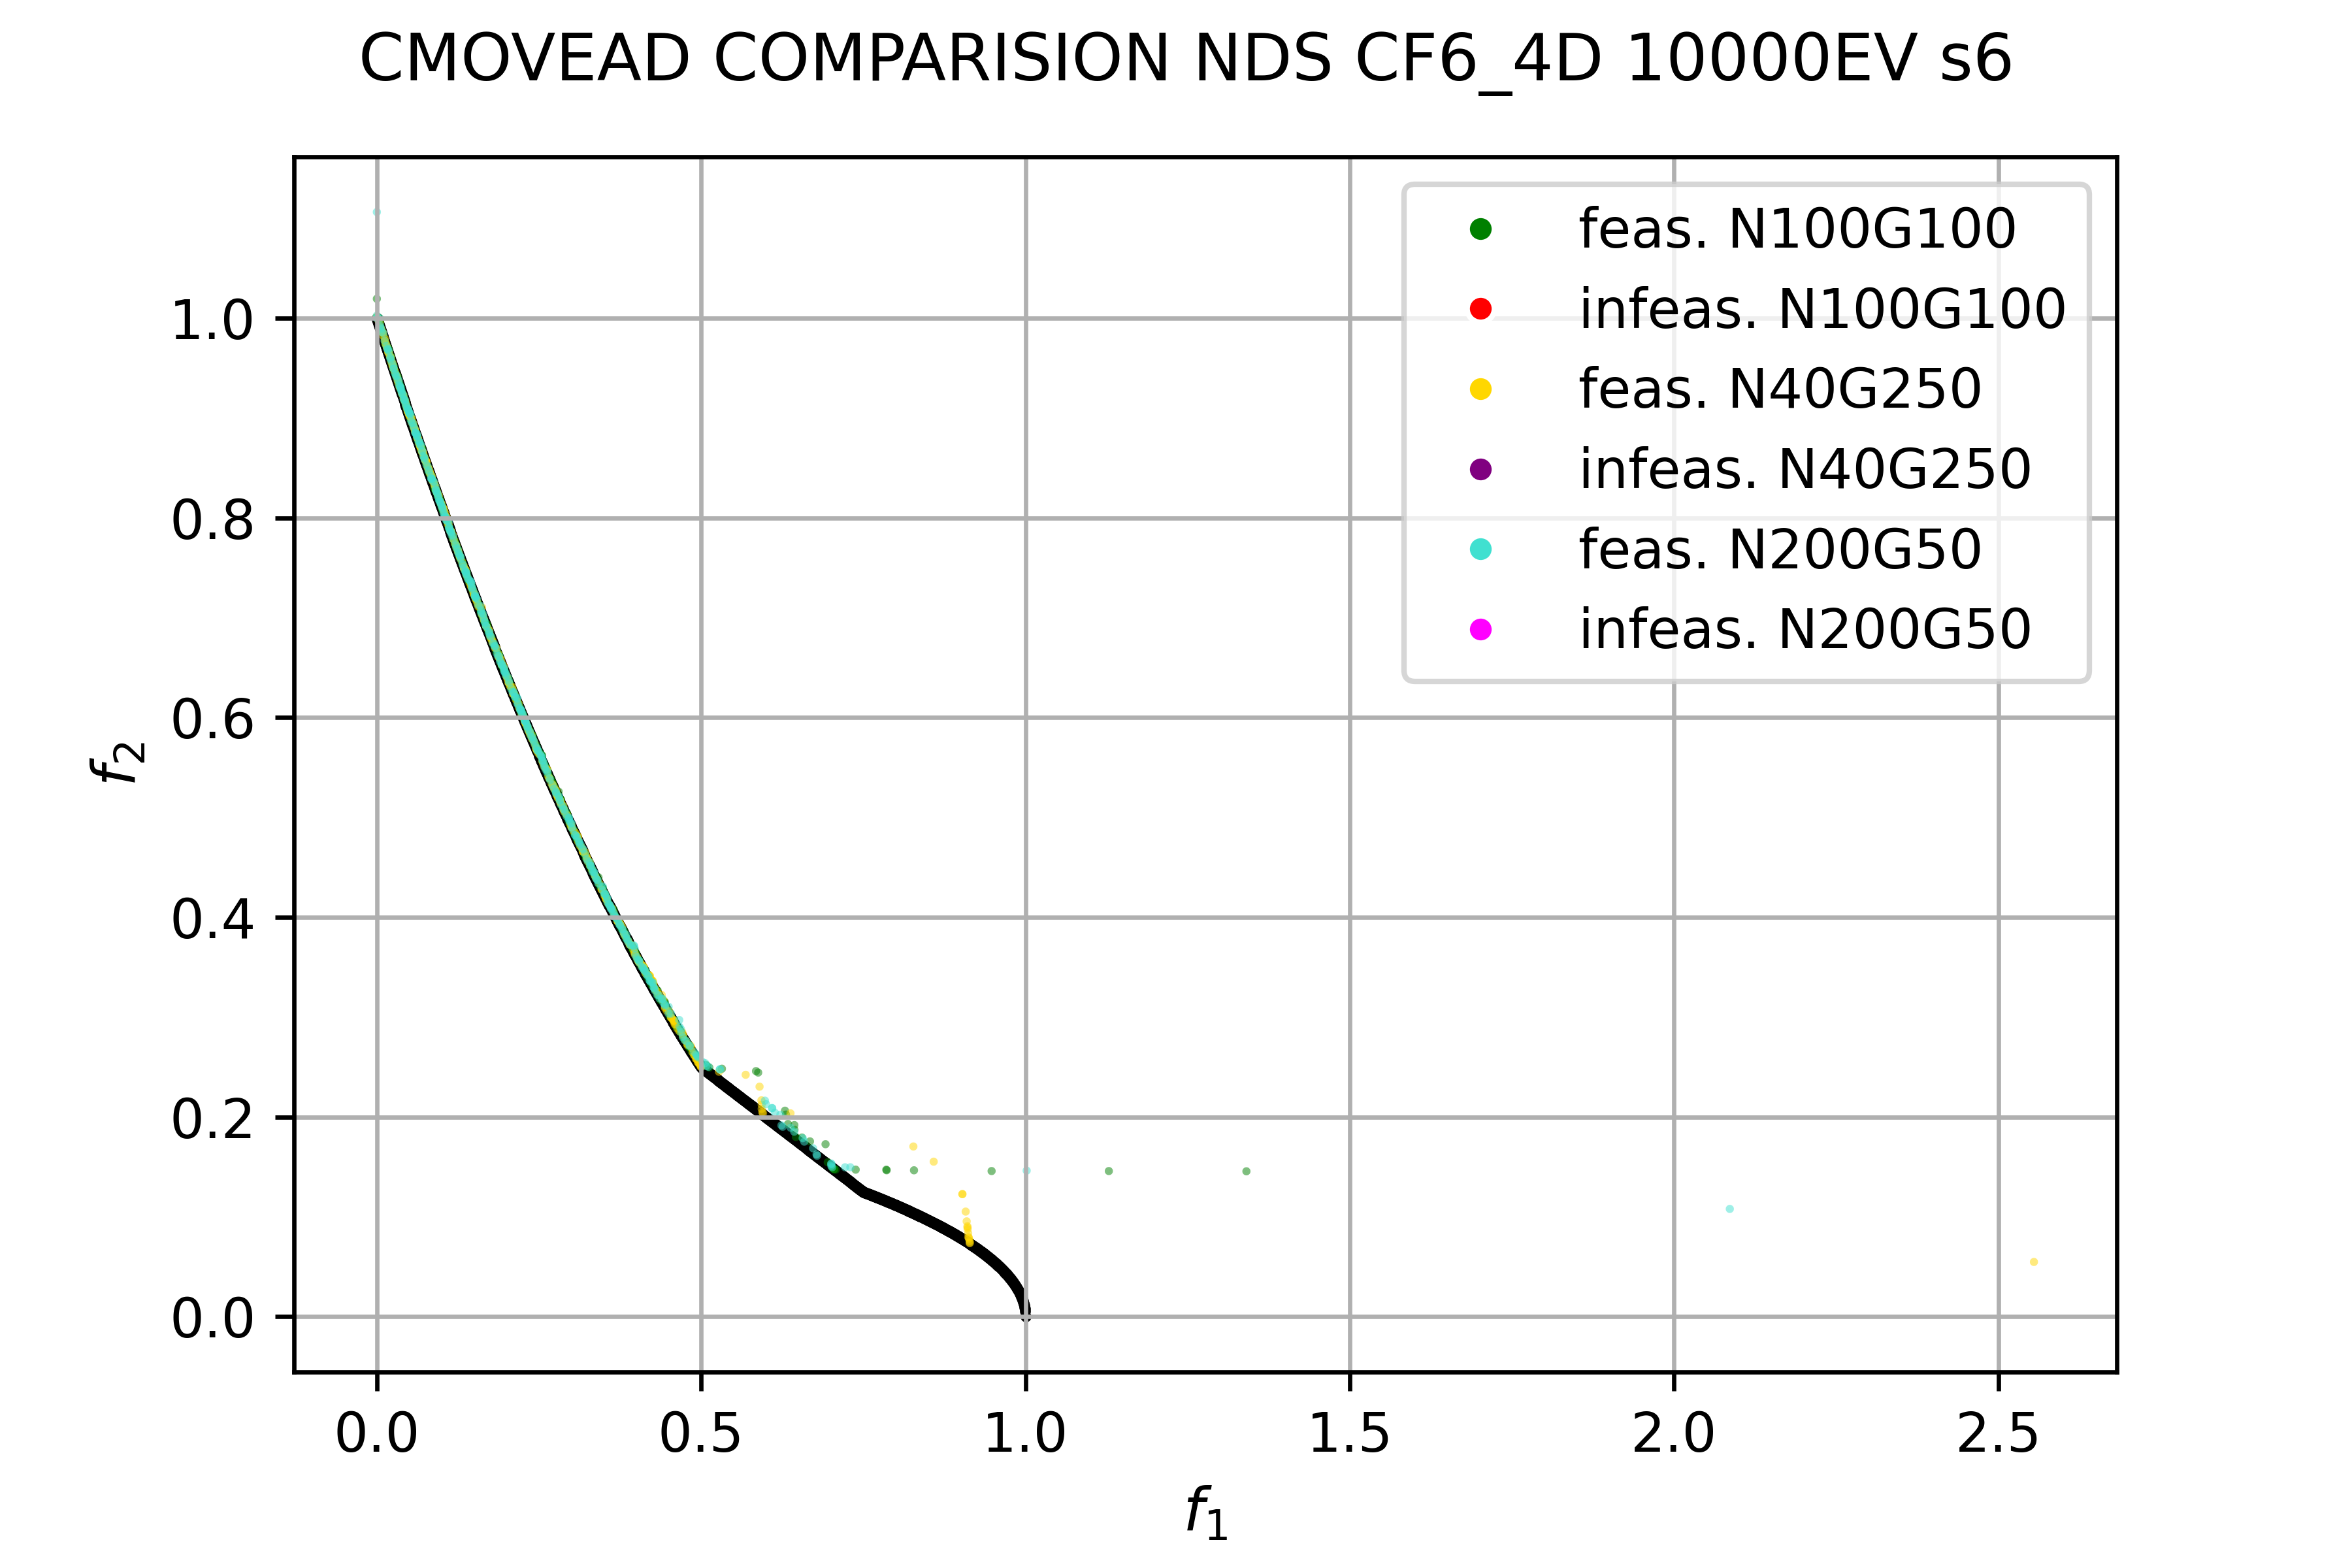 CMOVEAD COMPARISION NDS CF6_4D 10000EV s6
feas. N100G100
infeas. N100G100
feas. N40G250
infeas. N40G250
feas. N200G50
infeas. N200G50
1.0
0.8
0.6
0.4
0.2
0.0
f₂
0.0 0.5 1.0 1.5 2.0 2.5
f₁